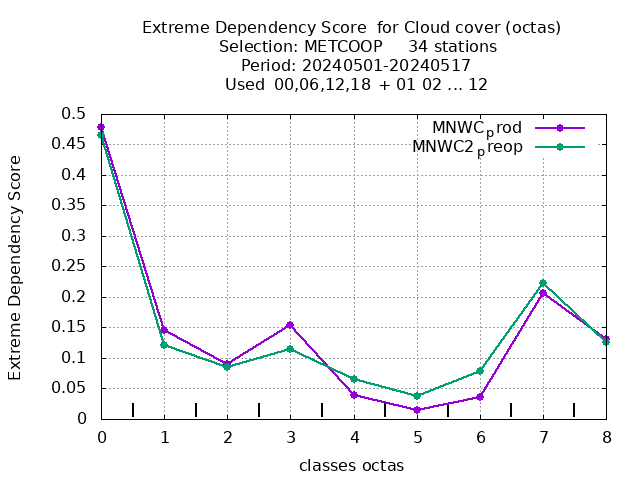 Extreme Dependency Score  for Cloud cover (octas)
Selection: METCOOP     34 stations
Period: 20240501-20240517
Used  00,06,12,18 + 01 02 ... 12
MNWCprod
MNWC2preop
0.5
0.45
0.4
0.35
0.3
0.25
0.2
0.15
0.1
0.05
0
Extreme Dependency Score
0 1 2 3 4 5 6 7 8
classes octas